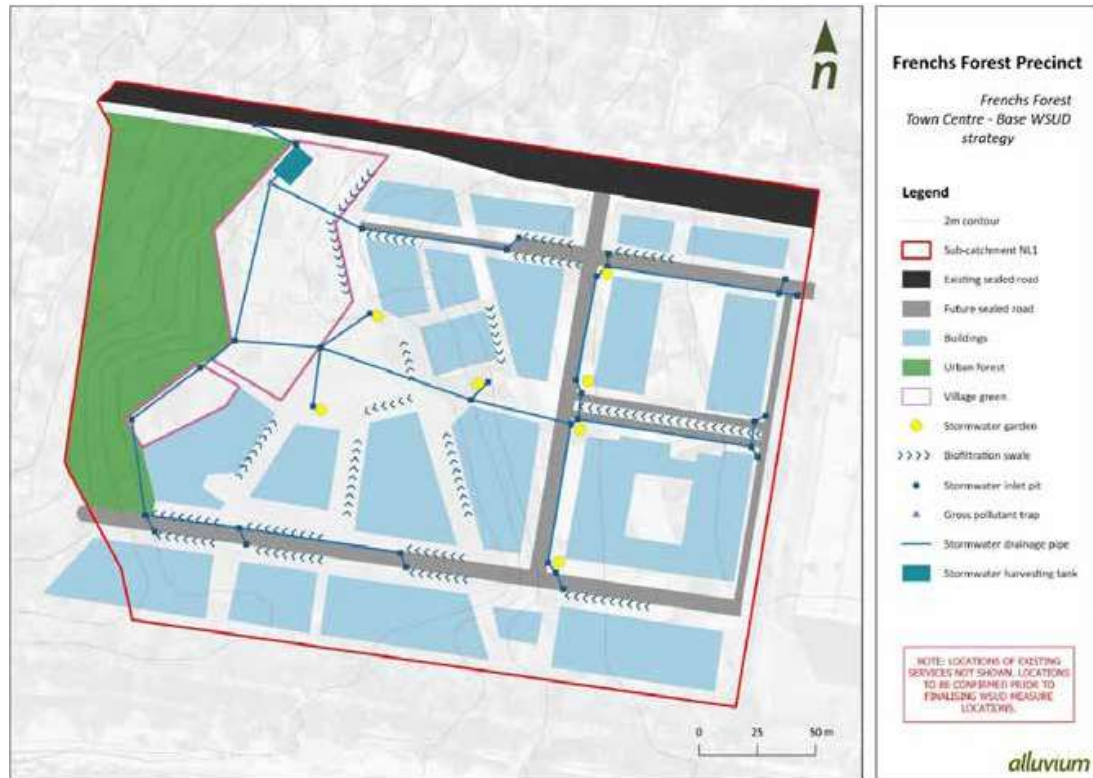 n
Frenchs Forest Precinct
Frenchs Forest
Town Centre - Base WSUD
strategy
Legend
2m contour
Sub-catchment NL1
Existing sealed road
Future sealed road
Buildings
Urban forest
Village green
Stormwater garden
Biofiltration swale
Stormwater inlet pit
Gross pollutant trap
Stormwater drainage pipe
Stormwater harvesting tank
NOTE: LOCATIONS OF EXISTING
SERVICES NOT SHOWN. LOCATIONS
TO BE CONFIRMED PRIOR TO
FINALISING WSUD MEASURE
LOCATIONS.
0 25 50 m
alluvium